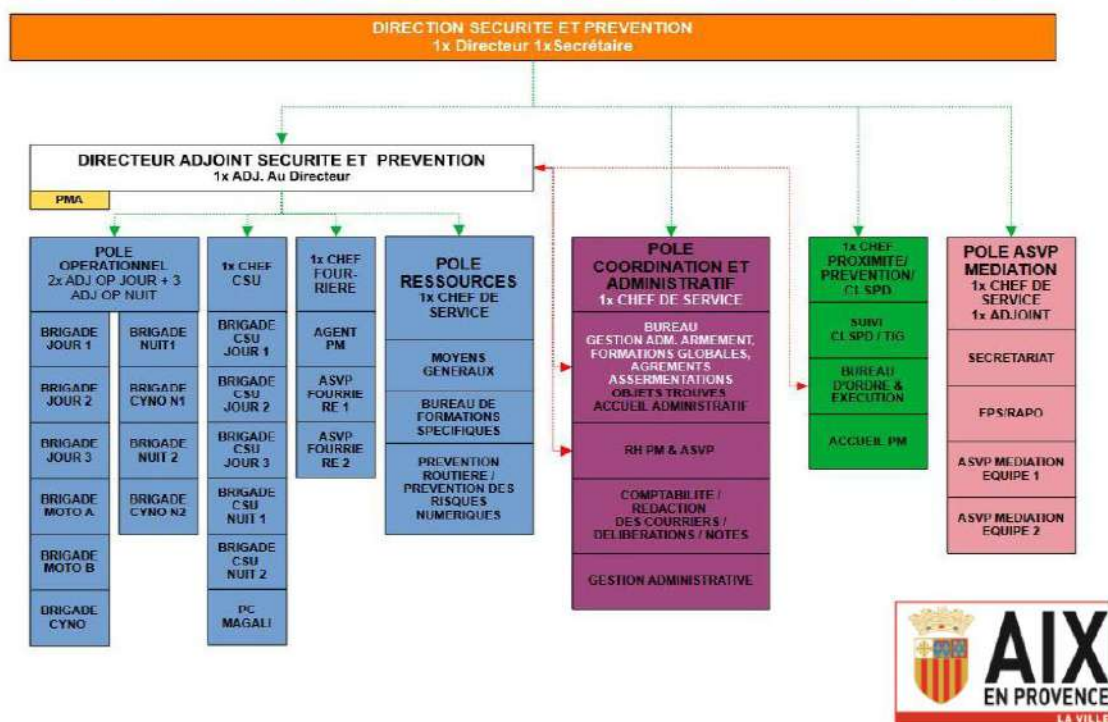 DIRECTION SECURITE ET PREVENTION
1x Directeur 1xSecrétaire
DIRECTEUR ADJOINT SECURITE ET PREVENTION
1x ADJ. Au Directeur
PMA
POLE
OPERATIONNEL
2x ADJ OP JOUR + 3
ADJ OP NUIT
BRIGADE
JOUR 1
BRIGADE
JOUR 2
BRIGADE
JOUR 3
BRIGADE
MOTO A
BRIGADE
MOTO B
BRIGADE
CYNO
BRIGADE
NUIT1
BRIGADE
CYNO N1
BRIGADE
NUIT 2
BRIGADE
CYNO N2
1x CHEF
CSU
BRIGADE
CSU
JOUR 1
BRIGADE
CSU
JOUR 2
BRIGADE
CSU
JOUR 3
BRIGADE
CSU
NUIT 1
BRIGADE
CSU
NUIT 2
PC
MAGALI
1x CHEF
FOUR-
RIERE
AGENT
PM
ASVP
FOURRIE
RE 1
ASVP
FOURRIE
RE 2
POLE
RESSOURCES
1x CHEF DE
SERVICE
MOYENS
GENERAUX
BUREAU DE
FORMATIONS
SPECIFIQUES
PREVENTION
ROUTIERE /
PREVENTION DES
RISQUES
NUMERIQUES
POLE
COORDINATION ET
ADMINISTRATIF
1x CHEF DE SERVICE
BUREAU
GESTION ADM. ARMEMENT,
FORMATIONS GLOBALES,
AGREMENTS
ASSERMENTATIONS
OBJETS TROUVES
ACCUEIL ADMINISTRATIF
RH PM & ASVP
COMPTABILITE /
REDACTION
DES COURRIERS /
DELIBERATIONS / NOTES
GESTION ADMINISTRATIVE
1x CHEF
PROXIMITE/
PREVENTION/
CLSPD
SUIVI
CLSPD / TIG
BUREAU
D'ORDRE &
EXECUTION
ACCUEIL PM
POLE ASVP
MEDIATION
1x CHEF DE
SERVICE
1x ADJOINT
SECRETARIAT
FPS/RAPO
ASVP MEDIATION
EQUIPE 1
ASVP MEDIATION
EQUIPE 2
AIX
EN PROVENCE
LA VILLE